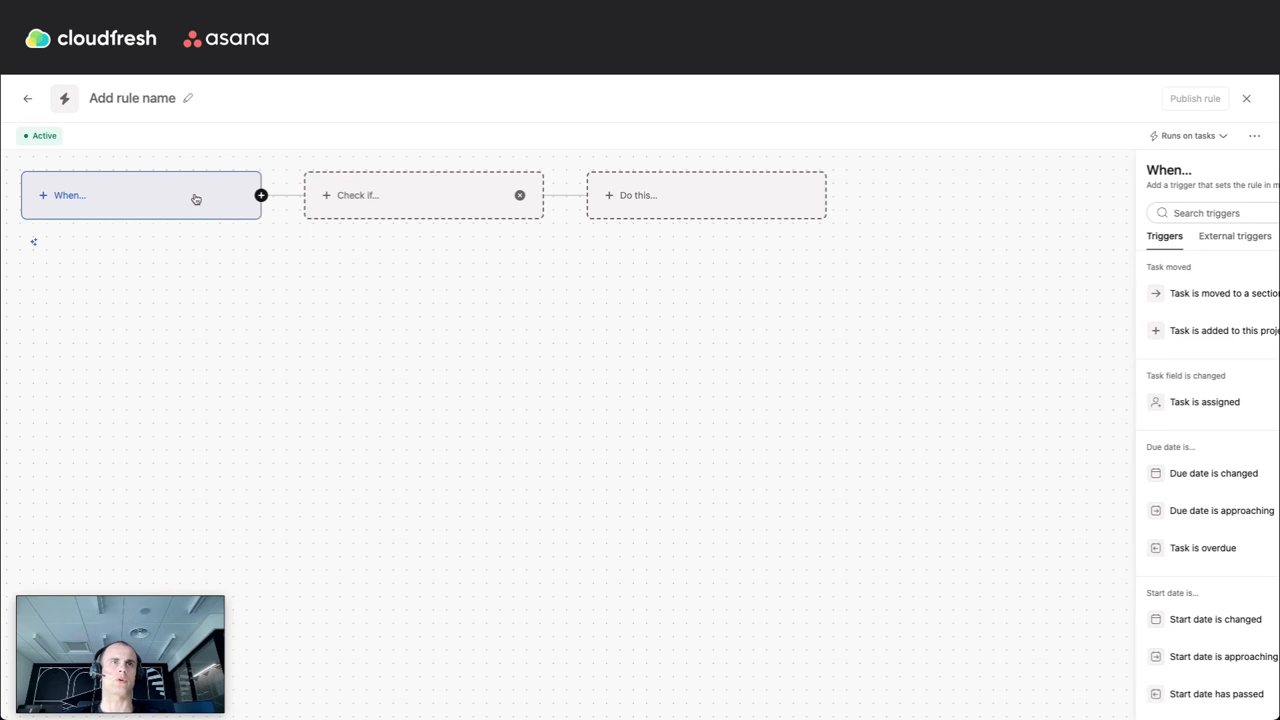 cloudfresh asana
Add rule name
Publish rule
Active
Runs on tasks
+ When...
+ Check if...
+ Do this...
When...
Add a trigger that sets the rule in m
Search triggers
Triggers
External triggers
Task moved
Task is moved to a section
Task is added to this proje
Task field is changed
Task is assigned
Due date is...
Due date is changed
Due date is approaching
Task is overdue
Start date is...
Start date is changed
Start date is approaching
Start date has passed